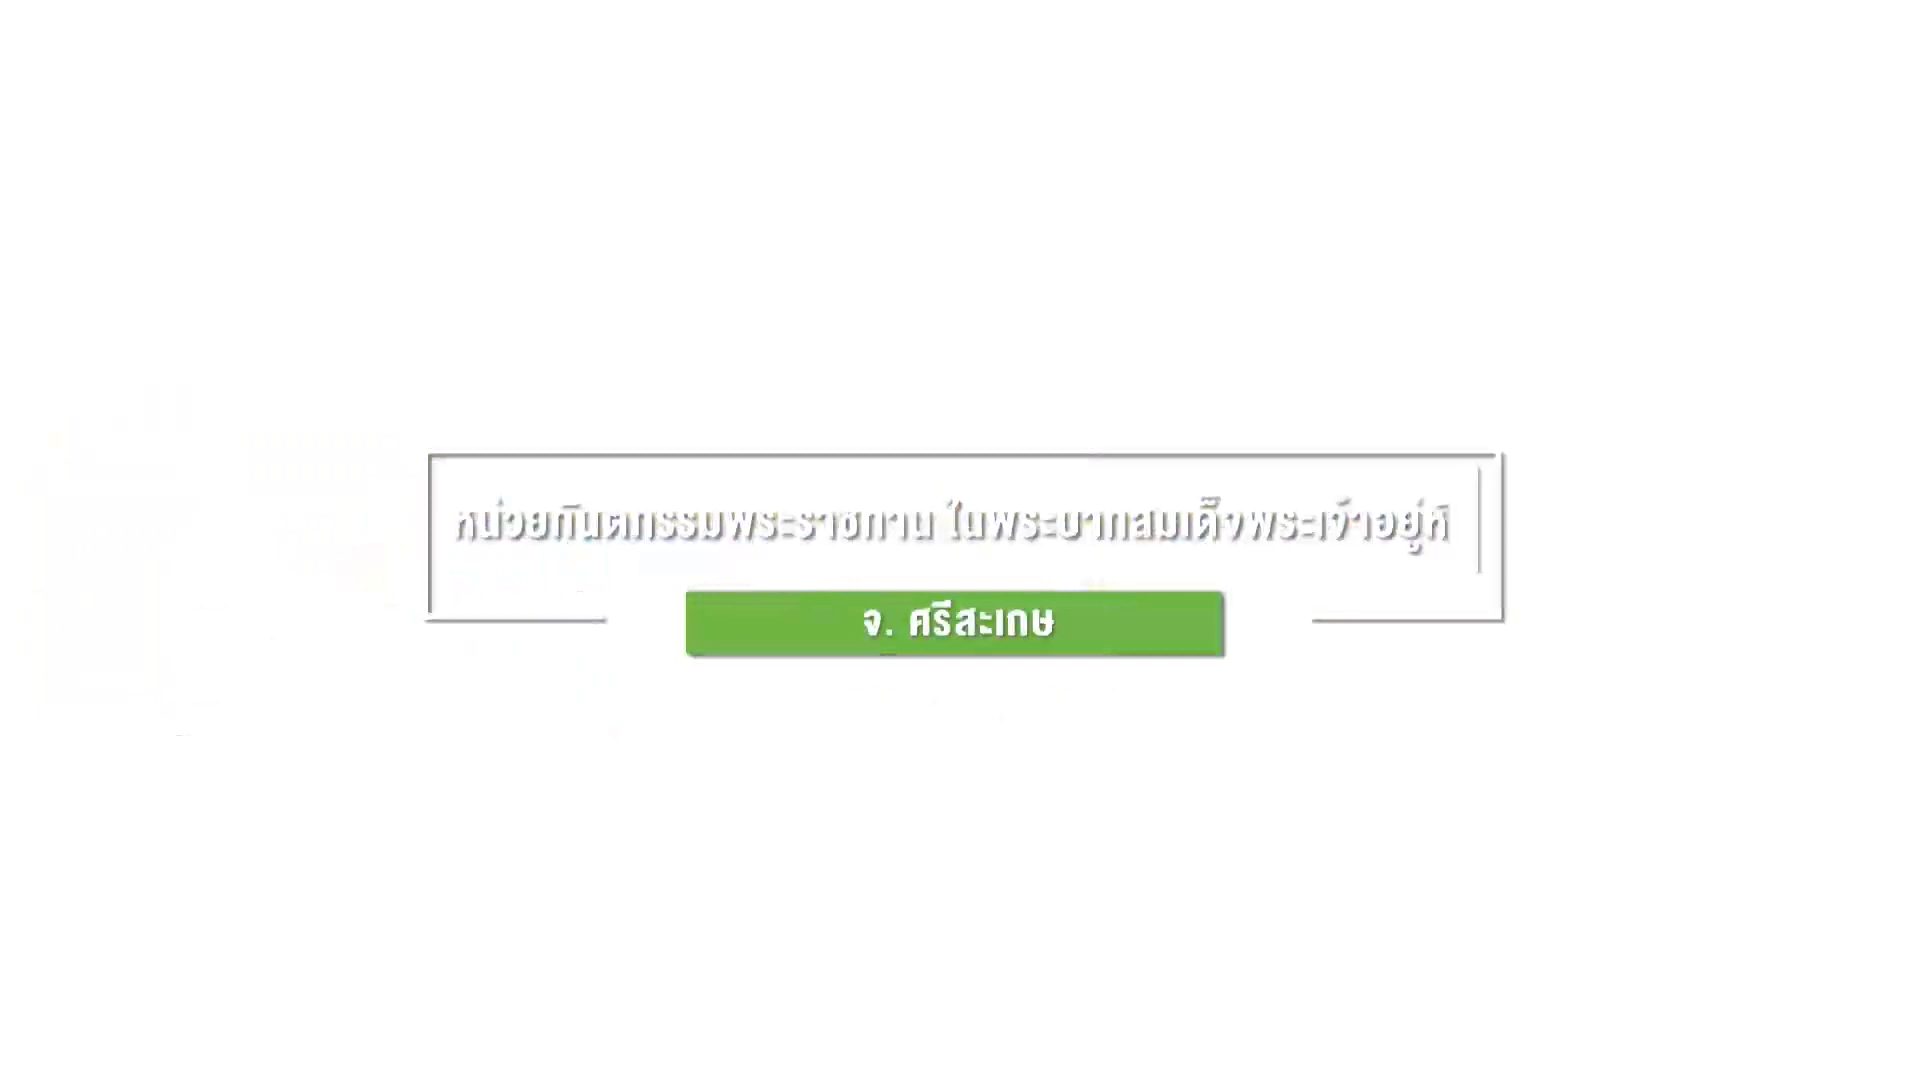 หน่วยทันตกรรมพระราชทาน ในพระบาทสมเด็จพระเจ้าอยู่หั
จ. ศรีสะเกษ